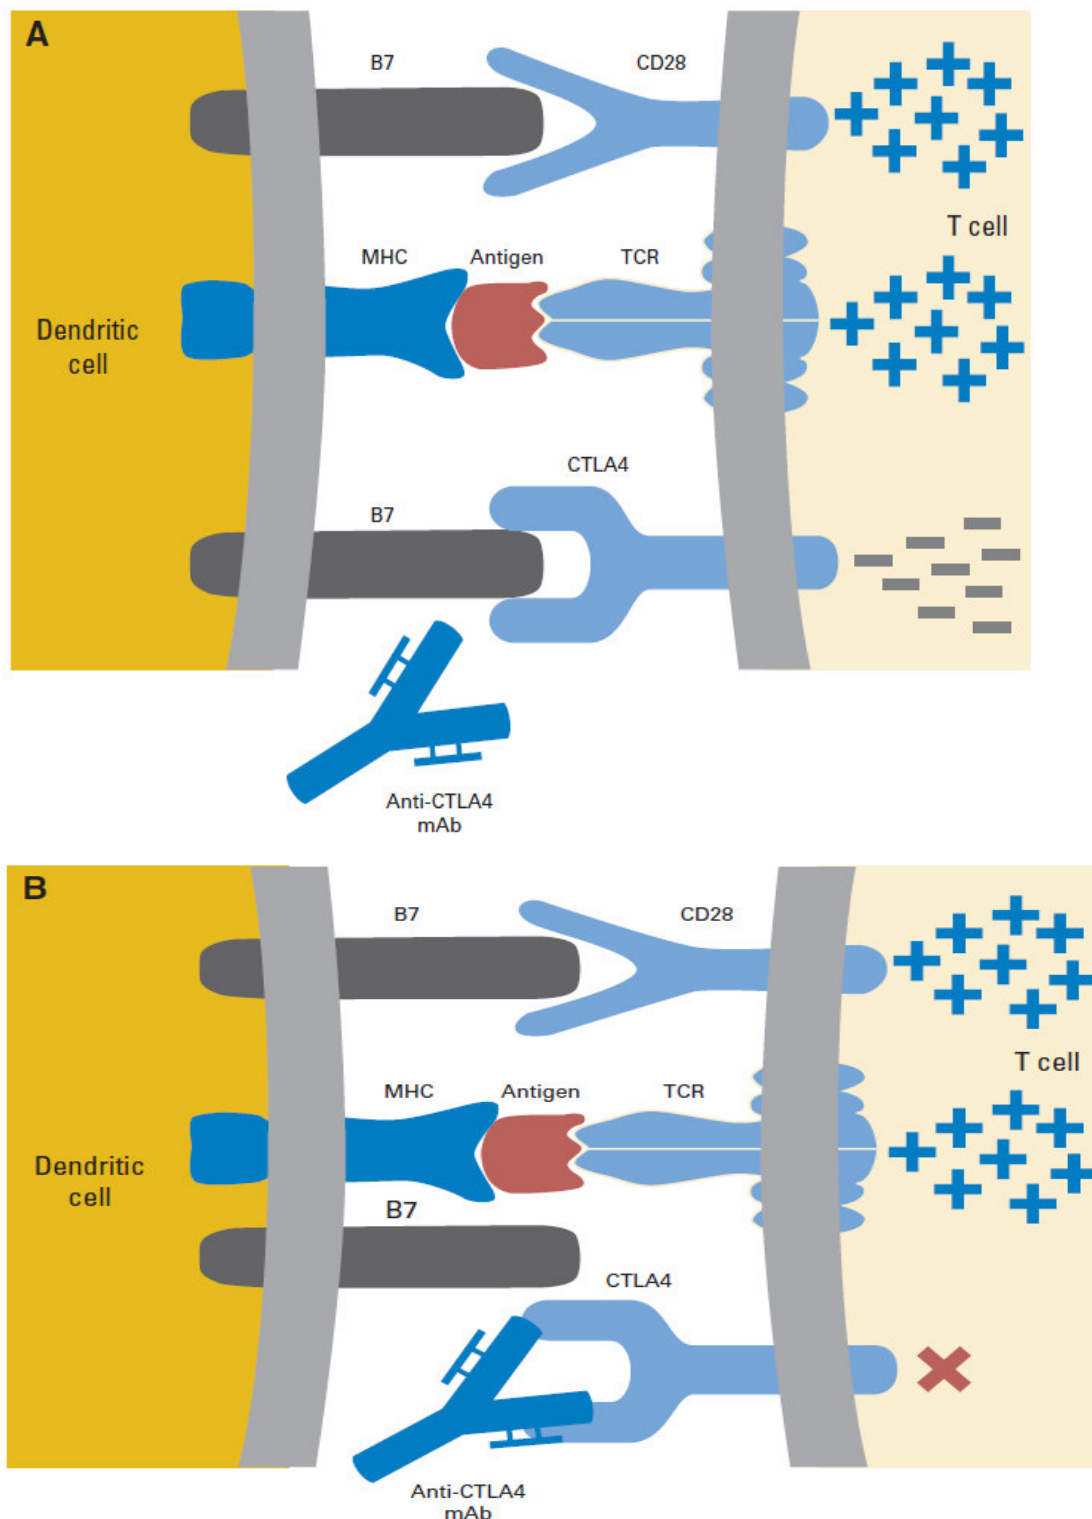 A
B7
CD28
T cell
MHC
Antigen
TCR
Dendritic
cell
CTLA4
B7
Anti-CTLA4
mAb
B
B7
CD28
T cell
MHC
Antigen
TCR
Dendritic
cell
B7
CTLA4
Anti-CTLA4
mAb